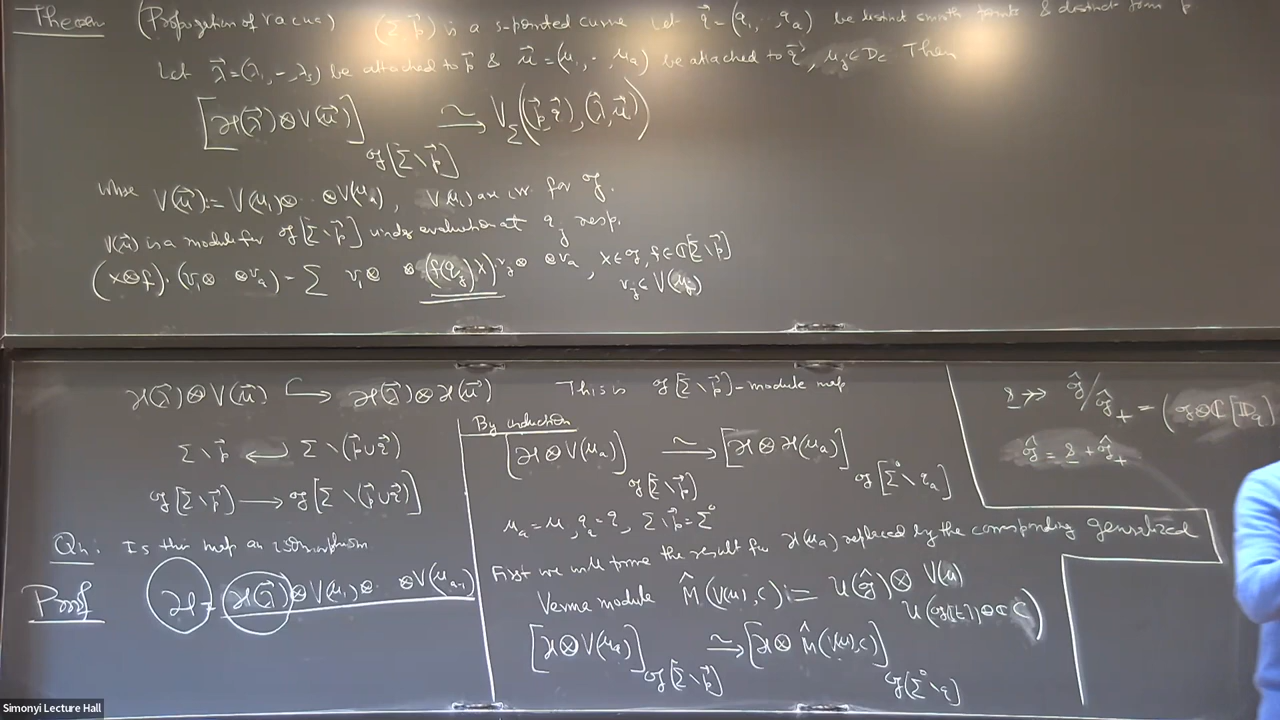 Theorem (Propagation of vacua) (Σ, p⃗) is a s-pointed curve Let q⃗ = (q₁, ..., qₐ) be distinct smooth points & distinct from p⃗
Let λ⃗ = (λ₁, -, λₛ) be attached to p⃗ & μ⃗ = (μ₁, ·, μₐ) be attached to q⃗, μⱼ ∈ D_c Then
[ℋ(λ⃗) ⊗ V(μ⃗)]_{𝔤[Σ\p⃗]} ≃→ V_Σ((p⃗, q⃗), (λ⃗, μ⃗))
where V(μ⃗) := V(μ₁) ⊗ ·· ⊗ V(μₐ), V(μᵢ) are irr for 𝔤.
V(μ⃗) is a module for 𝔤[Σ\p⃗] under evaluation at qⱼ resp.
(x⊗f)·(v₁⊗ ⊗vₐ) = Σ v₁⊗ ⊗(f(qⱼ)x)·vⱼ⊗ ⊗vₐ, x∈𝔤, f∈ℂ[Σ\p⃗]
vⱼ ∈ V(μⱼ)
ℋ(λ⃗) ⊗ V(μ⃗) ↪ ℋ(λ⃗) ⊗ ℋ(μ⃗) This is 𝔤[Σ\p⃗]-module map
Σ\p⃗ ↩ Σ\(p⃗∪q⃗)
𝔤[Σ\p⃗] → 𝔤[Σ\(p⃗∪q⃗)]
Qn: Is this map an isomorphism
Proof ℋ = ℋ(λ⃗) ⊗ V(μ₁) ⊗ ·· ⊗ V(μₐ₋₁)
By induction
[ℋ ⊗ V(μₐ)]_{𝔤[Σ\p⃗]} ≃→ [ℋ ⊗ ℋ(μₐ)]_{𝔤[Σ°\qₐ]}
μₐ = μ, qₐ = q, Σ\p⃗ = Σ°
First we will prove the result for ℋ(μₐ) replaced by the corresponding generalized
Verma module M̂(V(μ), c) := U(𝔤̂) ⊗_{U(𝔤[[t]]⊕ℂC)} V(μ)
[ℋ ⊗ V(μₐ)]_{𝔤[Σ\p⃗]} ≃→ [ℋ ⊗ M̂(V(μ), c)]_{𝔤[Σ°\q]}
𝔤̂/𝔤̂₊ = (𝔤⊗ℂ[𝔻_q]